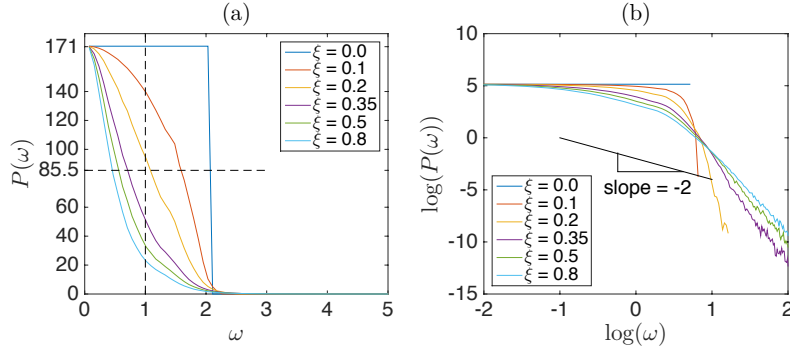 (a)
171
140
120
100
85.5
60
40
20
0
P(ω)
0
1
2
3
4
5
ω
ξ = 0.0
ξ = 0.1
ξ = 0.2
ξ = 0.35
ξ = 0.5
ξ = 0.8
(b)
10
5
0
-5
-10
-15
log(P(ω))
-2
-1
0
1
2
log(ω)
slope = -2
ξ = 0.0
ξ = 0.1
ξ = 0.2
ξ = 0.35
ξ = 0.5
ξ = 0.8